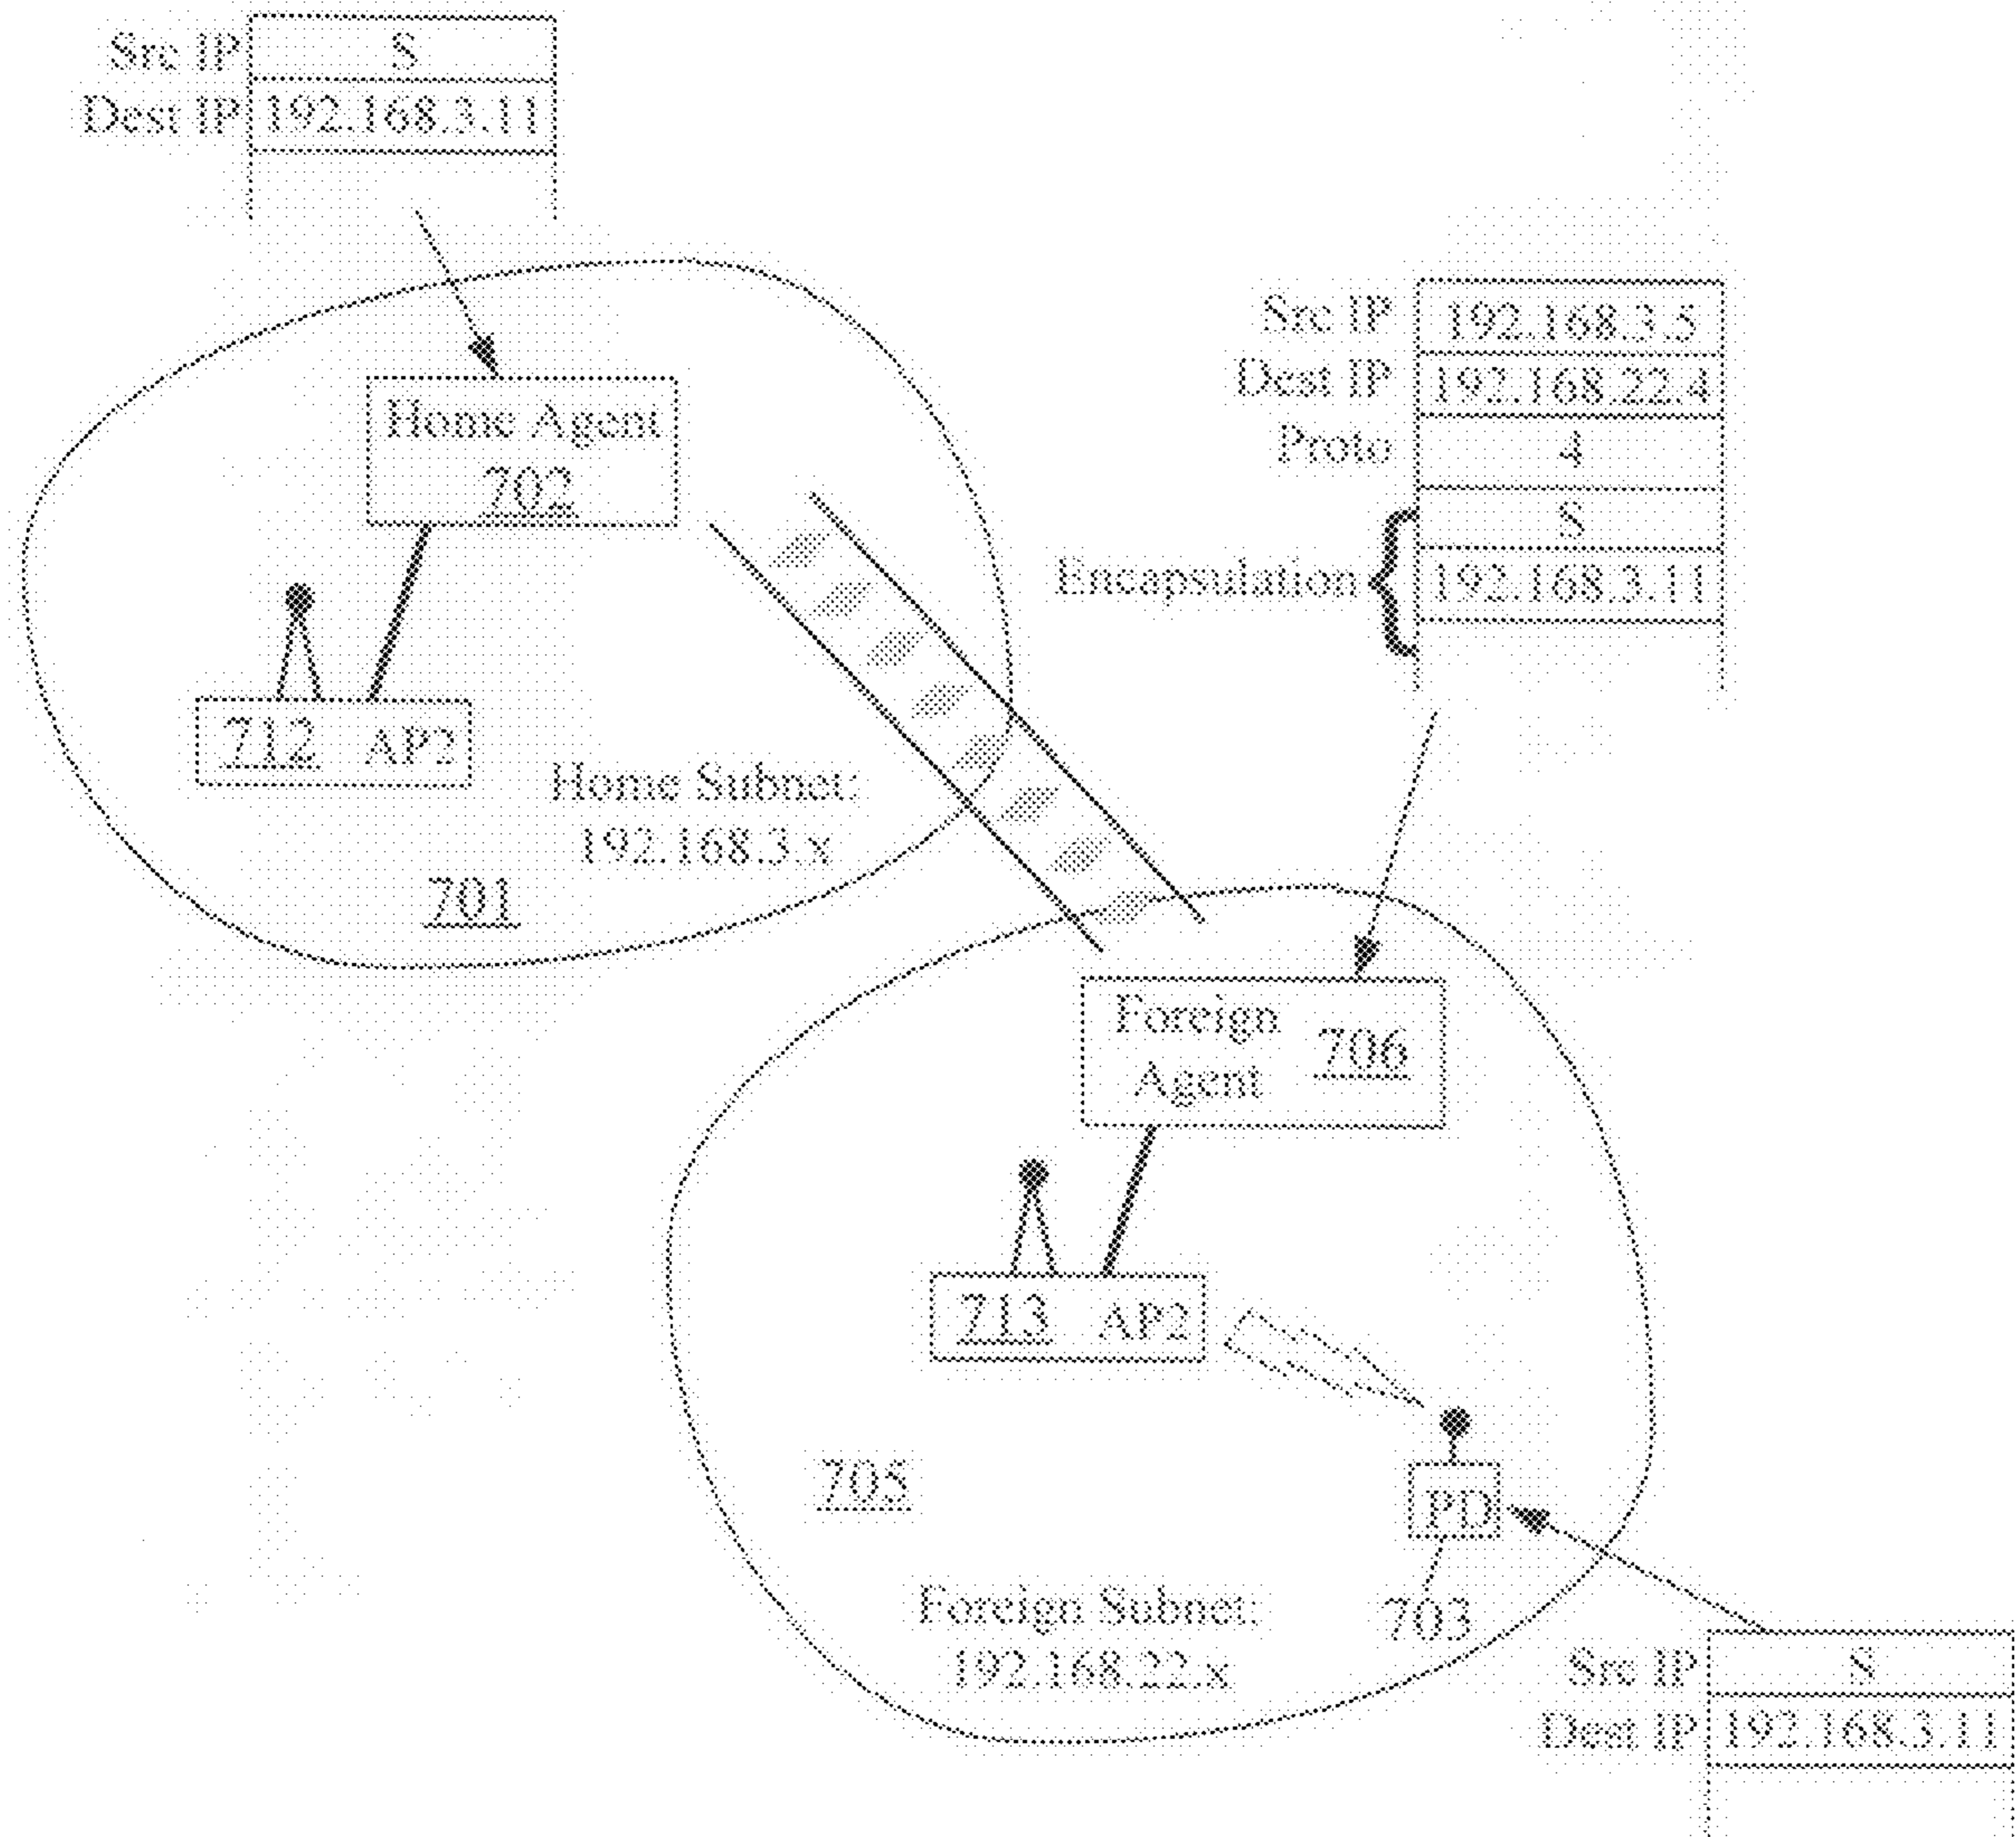 Src IP S
Dest IP 192.168.3.11
Home Agent
702
712 AP2
Home Subnet:
192.168.3.x
701
Src IP 192.168.3.5
Dest IP 192.168.22.4
Proto 4
S
Encapsulation
192.168.3.11
Foreign
Agent
706
713 AP2
705
PD
703
Foreign Subnet:
192.168.22.x
Src IP S
Dest IP 192.168.3.11